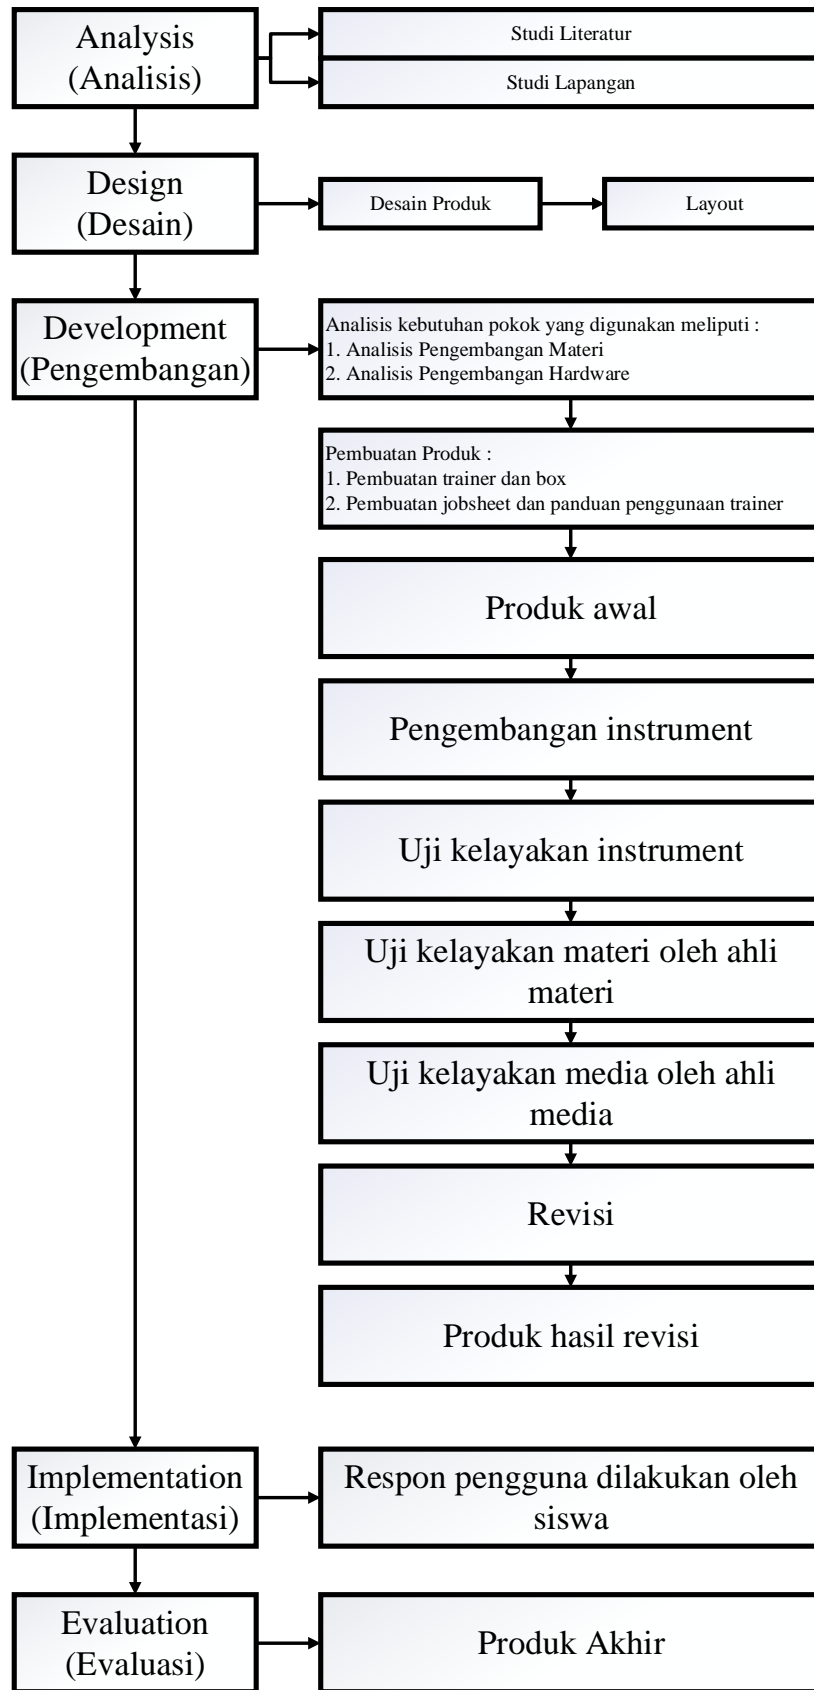 Analysis
(Analisis)
Studi Literatur
Studi Lapangan
Design
(Desain)
Desain Produk
Layout
Development
(Pengembangan)
Analisis kebutuhan pokok yang digunakan meliputi :
1. Analisis Pengembangan Materi
2. Analisis Pengembangan Hardware
Pembuatan Produk :
1. Pembuatan trainer dan box
2. Pembuatan jobsheet dan panduan penggunaan trainer
Produk awal
Pengembangan instrument
Uji kelayakan instrument
Uji kelayakan materi oleh ahli
materi
Uji kelayakan media oleh ahli
media
Revisi
Produk hasil revisi
Implementation
(Implementasi)
Respon pengguna dilakukan oleh
siswa
Evaluation
(Evaluasi)
Produk Akhir